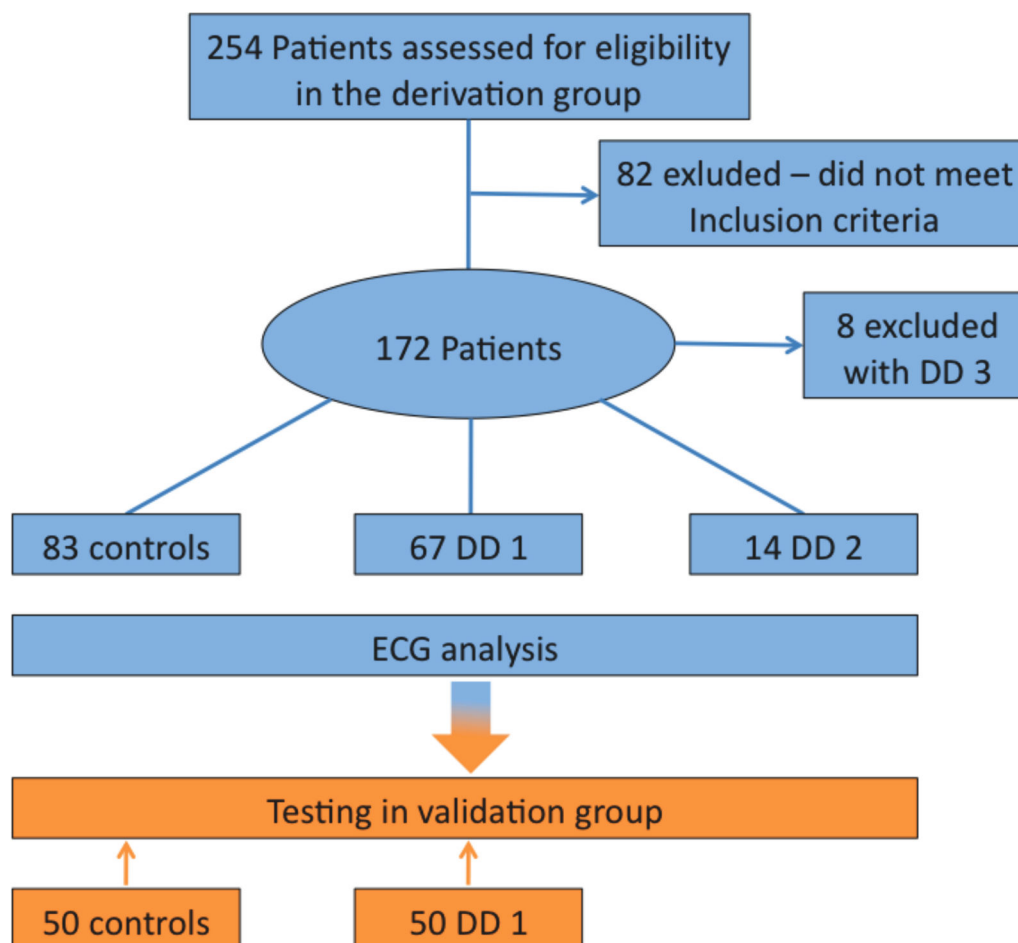 254 Patients assessed for eligibility
in the derivation group
82 exluded – did not meet
Inclusion criteria
172 Patients
8 excluded
with DD 3
83 controls
67 DD 1
14 DD 2
ECG analysis
Testing in validation group
50 controls
50 DD 1